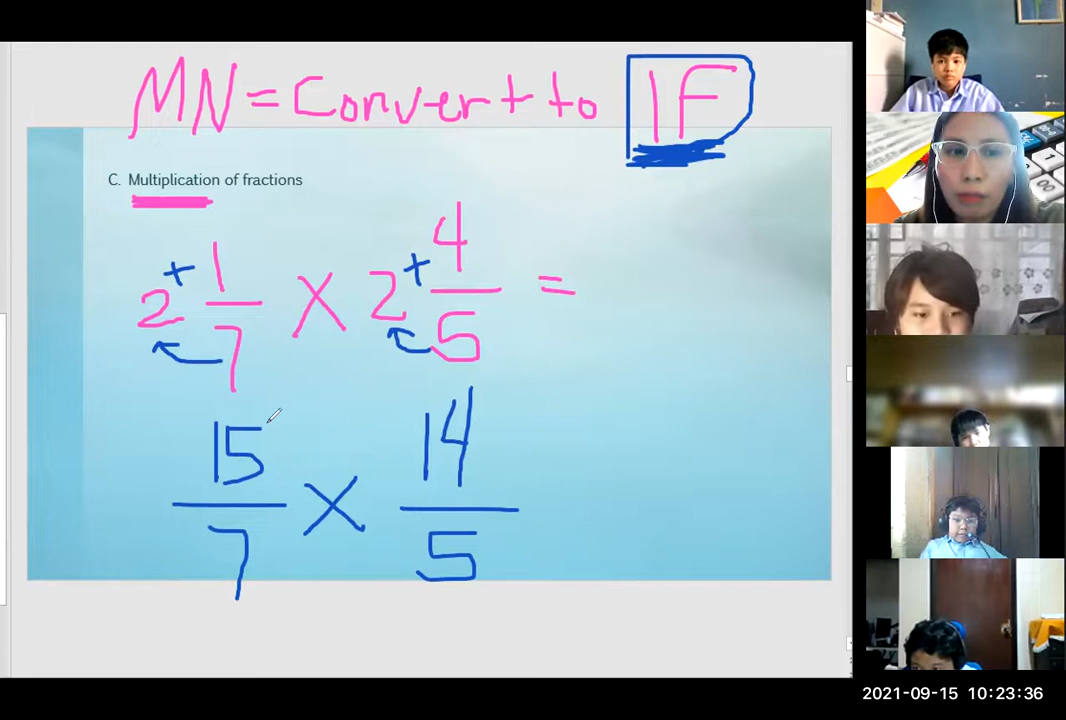 MN = Convert to IF
C. Multiplication of fractions
2 + 1/7 X 2 + 4/5 =
15/7 X 14/5
2021-09-15 10:23:36